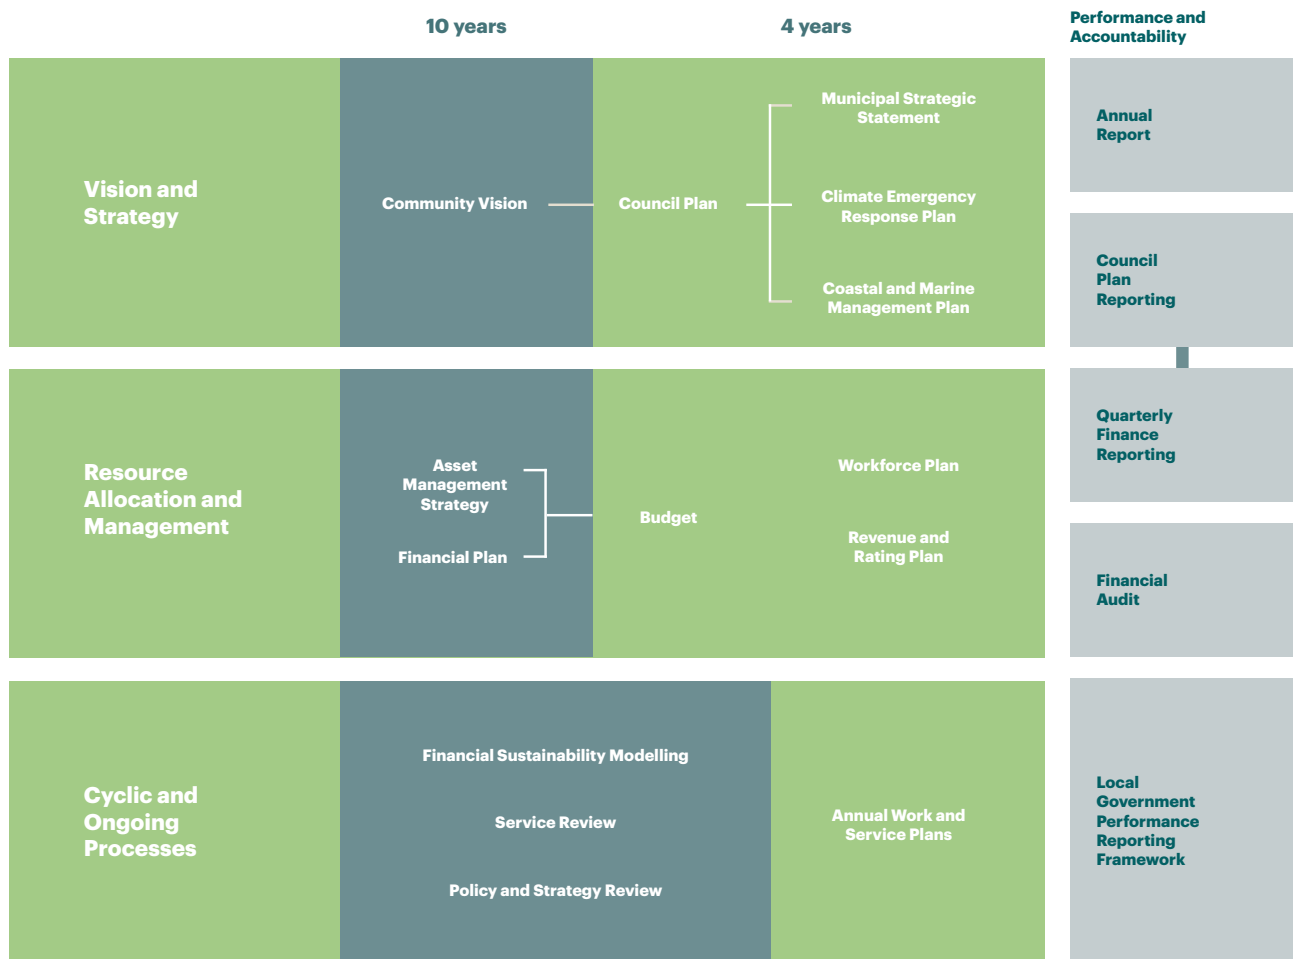 10 years
4 years
Performance and
Accountability
Vision and
Strategy
Community Vision
Council Plan
Municipal Strategic
Statement
Climate Emergency
Response Plan
Coastal and Marine
Management Plan
Annual
Report
Council
Plan
Reporting
Resource
Allocation and
Management
Asset
Management
Strategy
Financial Plan
Budget
Workforce Plan
Revenue and
Rating Plan
Quarterly
Finance
Reporting
Financial
Audit
Cyclic and
Ongoing
Processes
Financial Sustainability Modelling
Service Review
Policy and Strategy Review
Annual Work and
Service Plans
Local
Government
Performance
Reporting
Framework